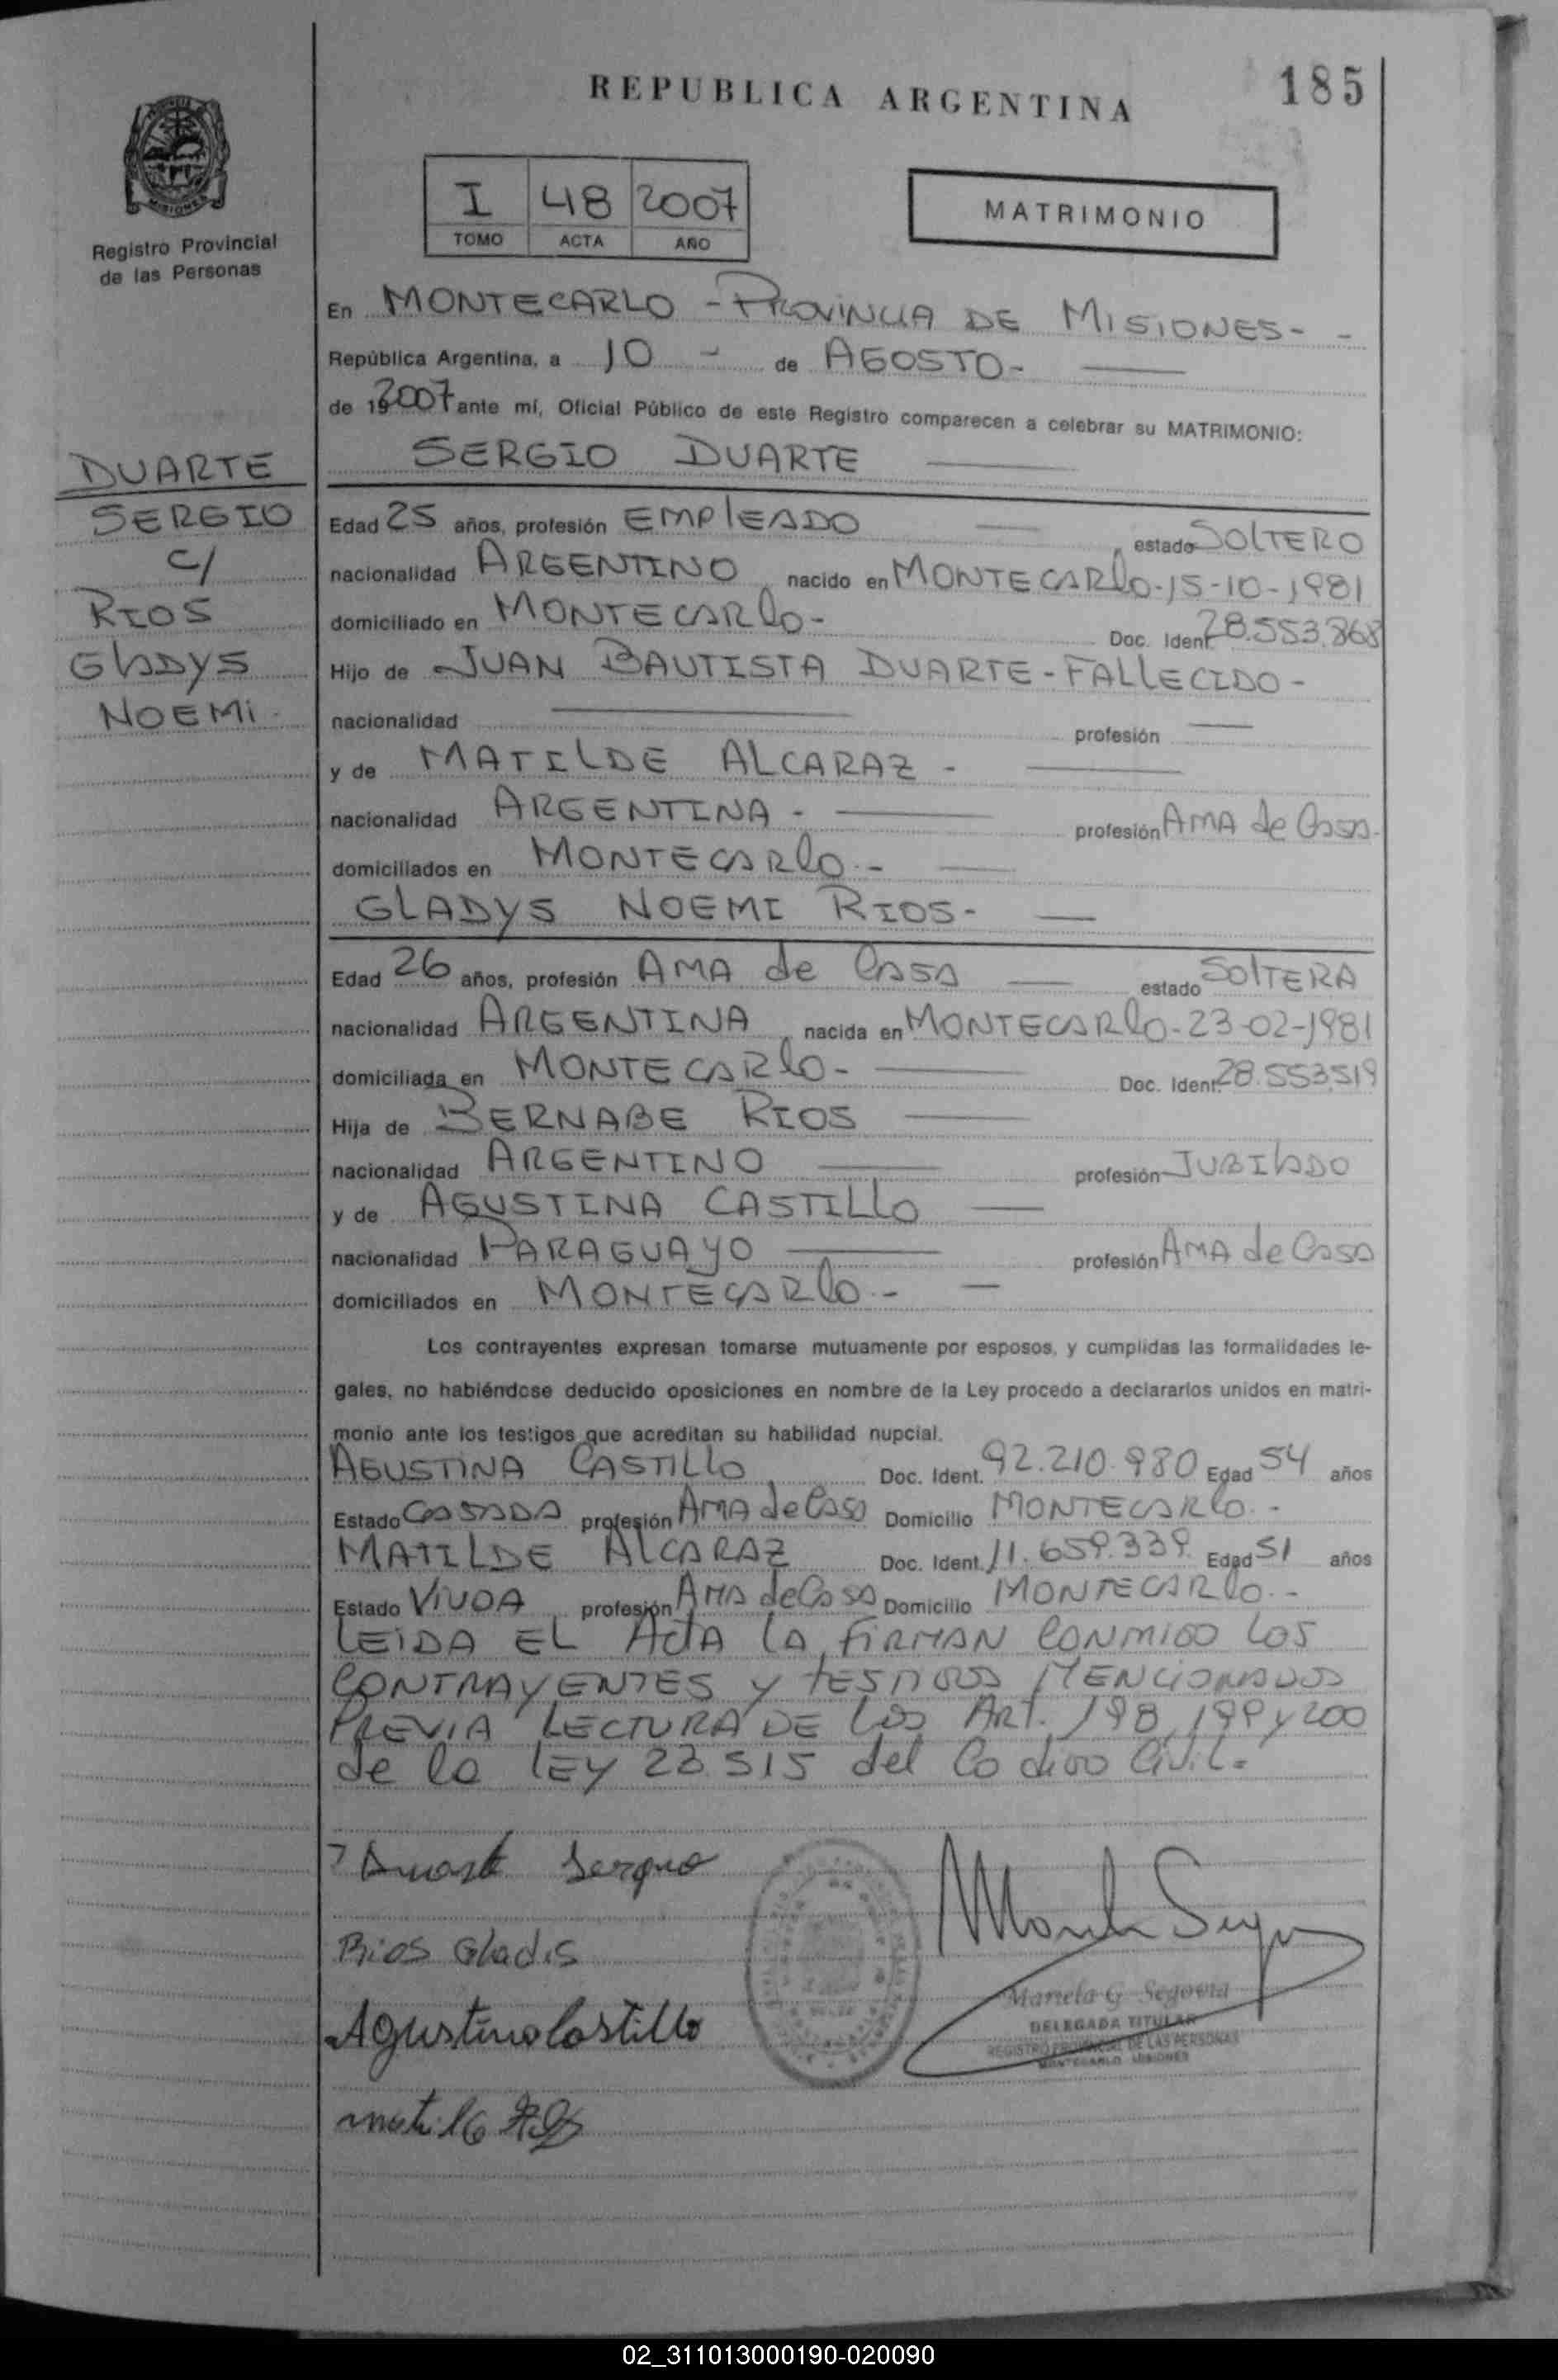 REPUBLICA ARGENTINA
185
MISIONES
Registro Provincial
de las Personas
I 48 2007
TOMO ACTA AÑO
MATRIMONIO
En MONTECARLO - PROVINCIA DE MISIONES - -
República Argentina, a 10 - de AGOSTO -
de 192007 ante mí, Oficial Público de este Registro comparecen a celebrar su MATRIMONIO:
SERGIO DUARTE
DUARTE
SERGIO
C/
RIOS
GLADYS
NOEMI -
Edad 25 años, profesión EMPLEADO estado SOLTERO
nacionalidad ARGENTINO, nacido en MONTECARLO-15-10-1981
domiciliado en MONTECARLO - Doc. Ident. 28.553.868
Hijo de JUAN BAUTISTA DUARTE - FALLECIDO -
nacionalidad profesión
y de MATILDE ALCARAZ -
nacionalidad ARGENTINA - profesión AMA de CASA -
domiciliados en MONTECARLO -
GLADYS NOEMI RIOS -
Edad 26 años, profesión AMA de CASA estado SOLTERA
nacionalidad ARGENTINA, nacida en MONTECARLO-23-02-1981
domiciliada en MONTECARLO - Doc. Ident. 28.553519
Hija de BERNABE RIOS
nacionalidad ARGENTINO profesión JUBILADO
y de AGUSTINA CASTILLO
nacionalidad PARAGUAYO profesión AMA de CASA
domiciliados en MONTECARLO -
Los contrayentes expresan tomarse mutuamente por esposos, y cumplidas las formalidades le-
gales, no habiéndose deducido oposiciones en nombre de la Ley procedo a declararlos unidos en matri-
monio ante los testigos que acreditan su habilidad nupcial.
AGUSTINA CASTILLO Doc. Ident. 92.210.980 Edad 54 años
Estado CASADA profesión AMA de CASA Domicilio MONTECARLO -
MATILDE ALCARAZ Doc. Ident. 11.659.339 Edad 51 años
Estado VIUDA profesión AMA de CASA Domicilio MONTECARLO -
LEIDA EL ACTA LA FIRMAN CONMIGO LOS
CONTRAYENTES Y TESTIGOS MENCIONADOS
PREVIA LECTURA DE LOS ART. 198, 199 y 200
de la LEY 23.515 del Codigo Civil =
Duarte Sergio
Rios Gladis
Agustina Castillo
Mariela G. Segovia
DELEGADA TITULAR
REGISTRO PROVINCIAL DE LAS PERSONAS
MONTECARLO MISIONES
02_311013000190-020090